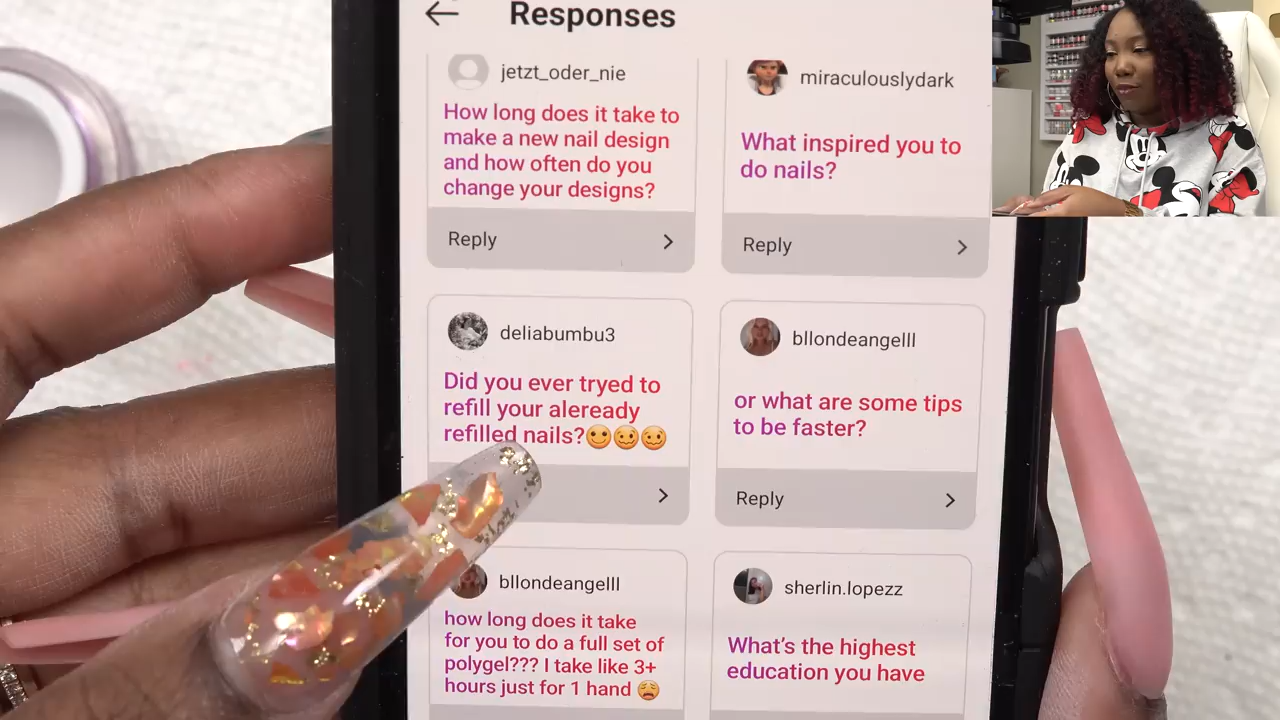 Responses
jetzt_oder_nie
How long does it take to
make a new nail design
and how often do you
change your designs?
Reply
miraculouslydark
What inspired you to
do nails?
Reply
deliabumbu3
Did you ever tryed to
refill your aleready
refilled nails?🙂🥴🥴
bllondeangelll
or what are some tips
to be faster?
Reply
bllondeangelll
how long does it take
for you to do a full set of
polygel??? I take like 3+
hours just for 1 hand 😩
sherlin.lopezz
What's the highest
education you have